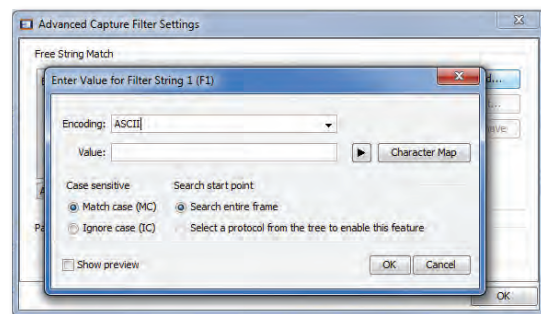 Advanced Capture Filter Settings
Free String Match
Enter Value for Filter String 1 (F1)
Encoding: ASCII
Value:
Character Map
Case sensitive Search start point
Match case (MC) Search entire frame
Ignore case (IC) Select a protocol from the tree to enable this feature
Show preview OK Cancel
OK